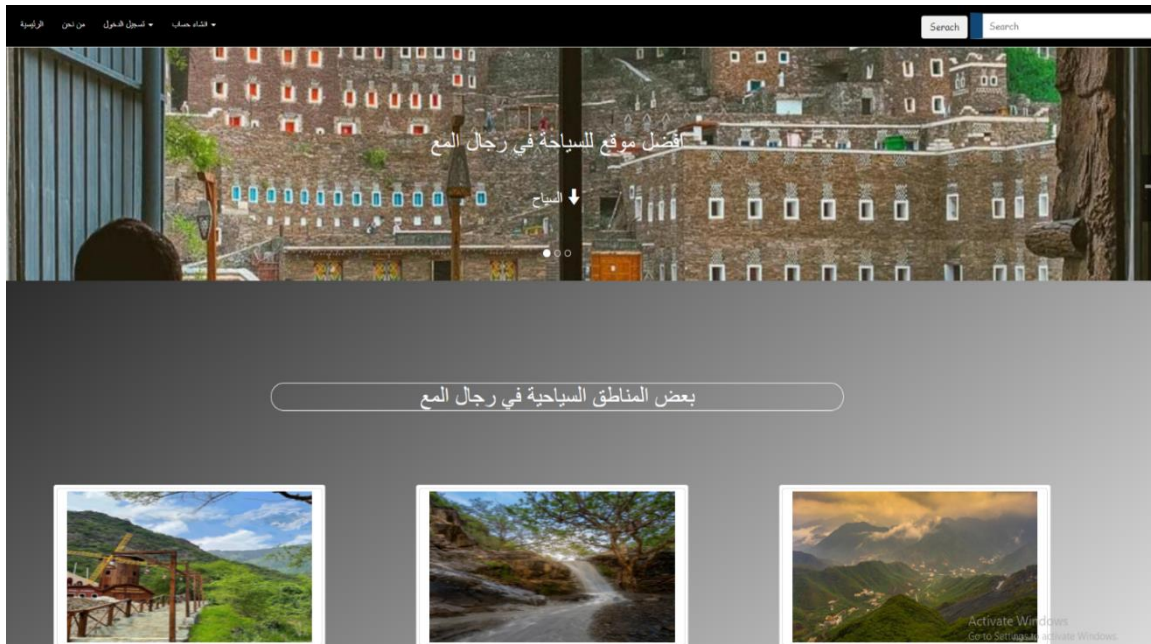 الرئيسية
من نحن
تسجيل الدخول
انشاء حساب
Serach
Search
افضل موقع للسياحة في رجال المع
السياح
بعض المناطق السياحية في رجال المع
Activate Windows
Go to Settings to activate Windows.